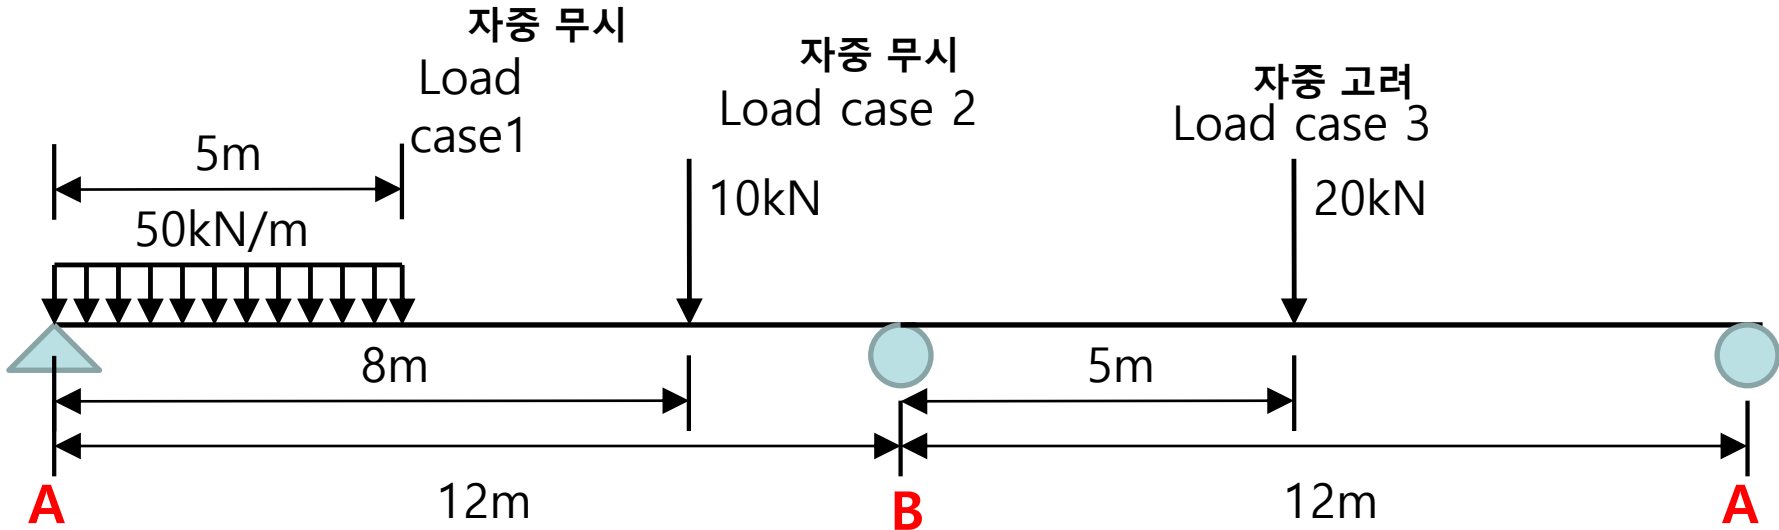 자중 무시
Load
case1
자중 무시
Load case 2
자중 고려
Load case 3
5m
50kN/m
10kN
20kN
8m
5m
12m
12m
A
B
A